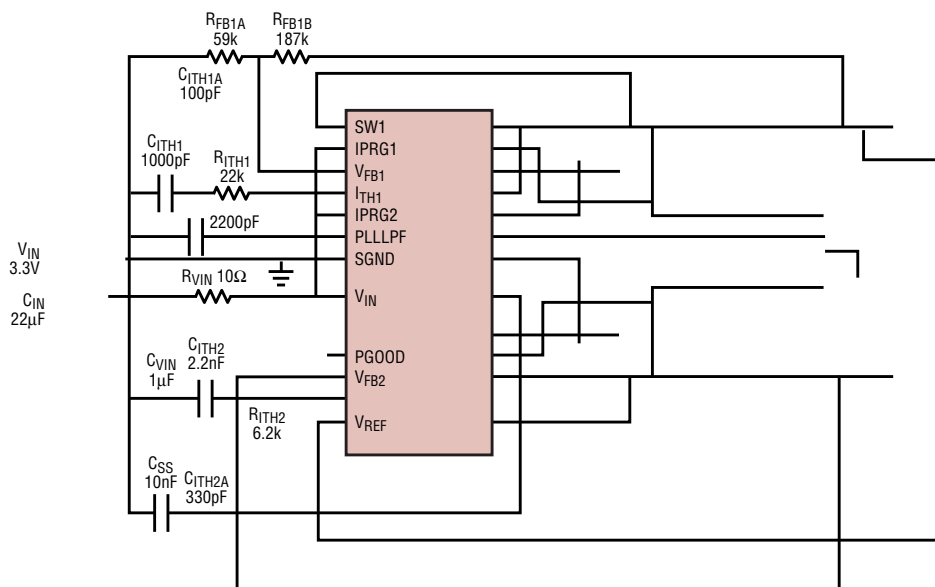 RFB1A
59k
RFB1B
187k
CITH1A
100pF
CITH1
1000pF
RITH1
22k
2200pF
VIN
3.3V
RVIN 10Ω
CIN
22μF
CVIN
1μF
CITH2
2.2nF
RITH2
6.2k
CSS
10nF
CITH2A
330pF
SW1
IPRG1
VFB1
ITH1
IPRG2
PLLLPF
SGND
VIN
PGOOD
VFB2
VREF